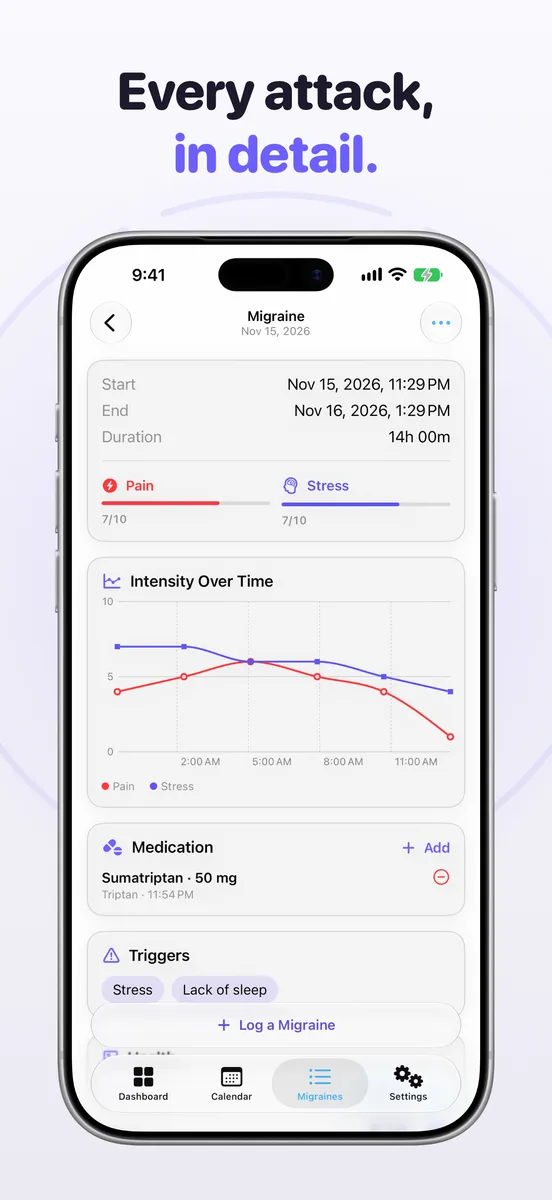 Every attack,
in detail.
9:41
Migraine
Nov 15, 2026
Start Nov 15, 2026, 11:29 PM
End Nov 16, 2026, 1:29 PM
Duration 14h 00m
Pain Stress
7/10 7/10
Intensity Over Time
10
5
0
2:00 AM 5:00 AM 8:00 AM 11:00 AM
Pain Stress
Medication + Add
Sumatriptan · 50 mg
Triptan · 11:54 PM
Triggers
Stress Lack of sleep
+ Log a Migraine
Dashboard Calendar Migraines Settings